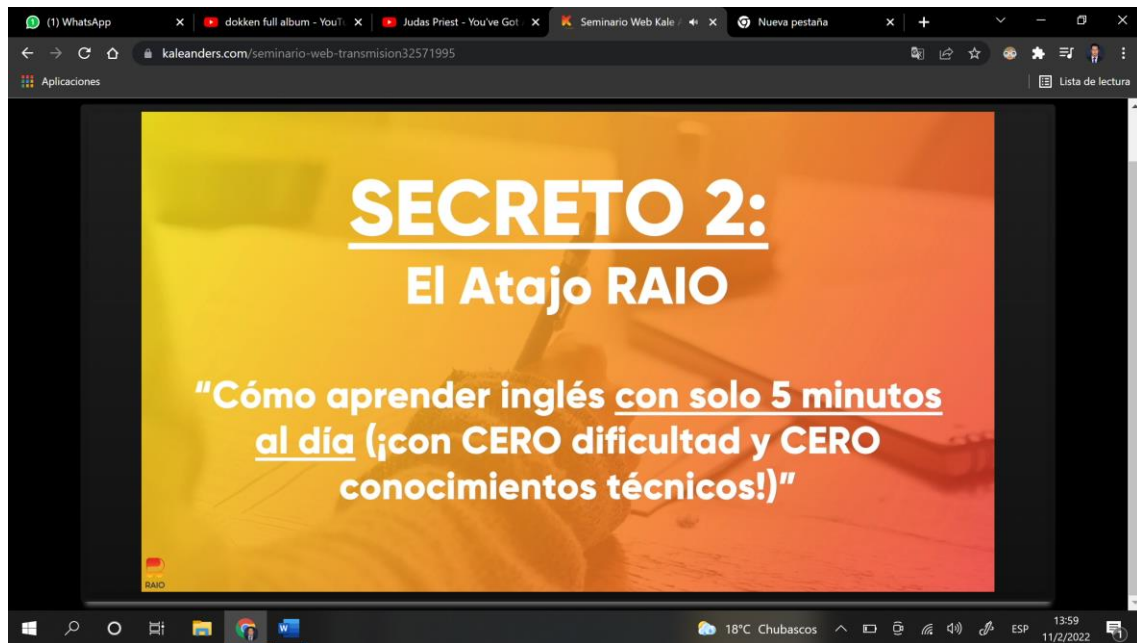 (1) WhatsApp
dokken full album - YouTu
Judas Priest - You've Got
Seminario Web Kale /
Nueva pestaña
kaleanders.com/seminario-web-transmision32571995
Aplicaciones
Lista de lectura
SECRETO 2:
El Atajo RAIO
"Cómo aprender inglés con solo 5 minutos
al día (¡con CERO dificultad y CERO
conocimientos técnicos!)"
RAIO
18°C Chubascos
ESP
13:59
11/2/2022
1